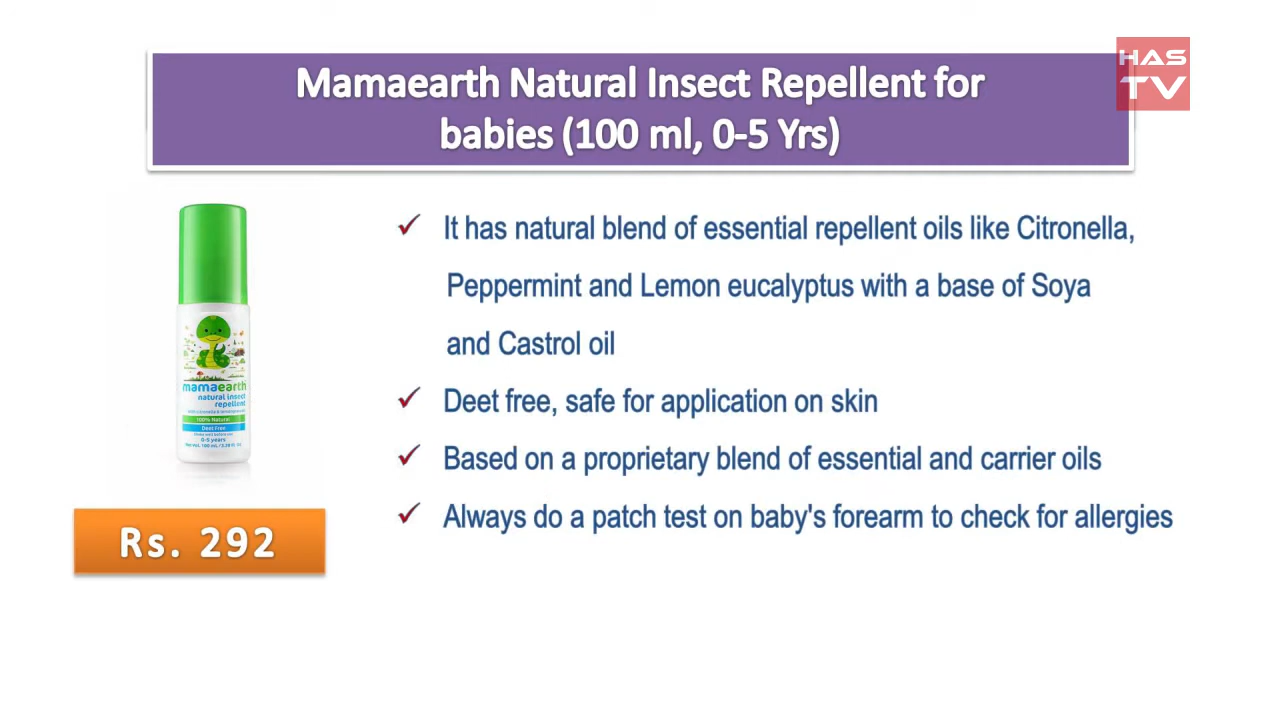 HAS
TV
Mamaearth Natural Insect Repellent for
babies (100 ml, 0-5 Yrs)
It has natural blend of essential repellent oils like Citronella,
Peppermint and Lemon eucalyptus with a base of Soya
and Castrol oil
Deet free, safe for application on skin
Based on a proprietary blend of essential and carrier oils
Always do a patch test on baby's forearm to check for allergies
mamaearth
natural insect
repellent
100% Natural
Deet Free
0-5 years
Rs. 292